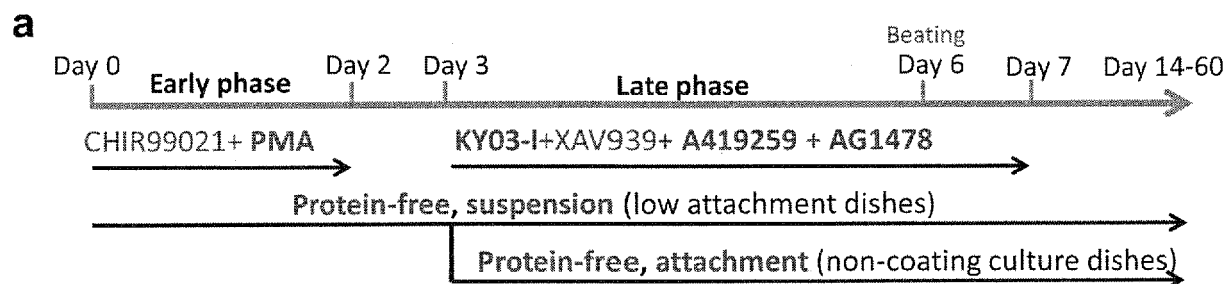 a
Beating
Day 0 Day 2 Day 3 Day 6 Day 7 Day 14-60
Early phase Late phase
CHIR99021+ PMA KY03-I+XAV939+ A419259 + AG1478
Protein-free, suspension (low attachment dishes)
Protein-free, attachment (non-coating culture dishes)